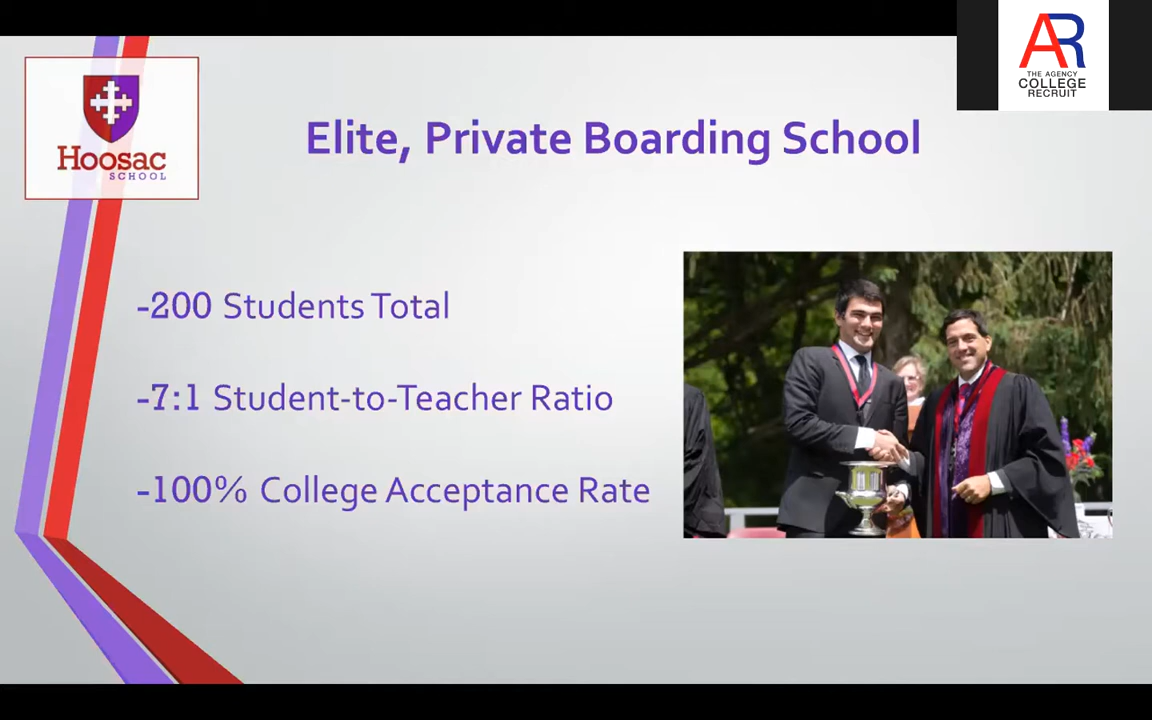 AR
THE AGENCY
COLLEGE
RECRUIT
Hoosac
SCHOOL
Elite, Private Boarding School
-200 Students Total
-7:1 Student-to-Teacher Ratio
-100% College Acceptance Rate